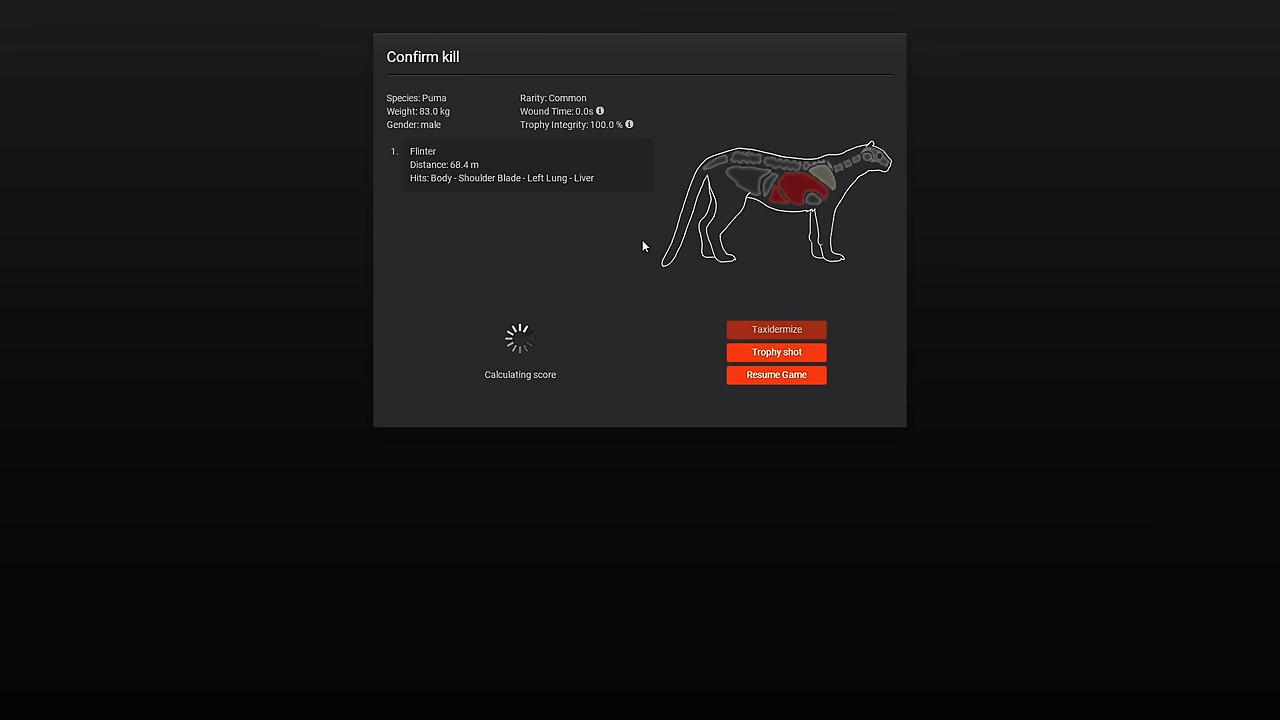 Confirm kill
Species: Puma
Rarity: Common
Weight: 83.0 kg
Wound Time: 0.0s
Gender: male
Trophy Integrity: 100.0 %
1. Flinter
Distance: 68.4 m
Hits: Body - Shoulder Blade - Left Lung - Liver
Calculating score
Taxidermize
Trophy shot
Resume Game